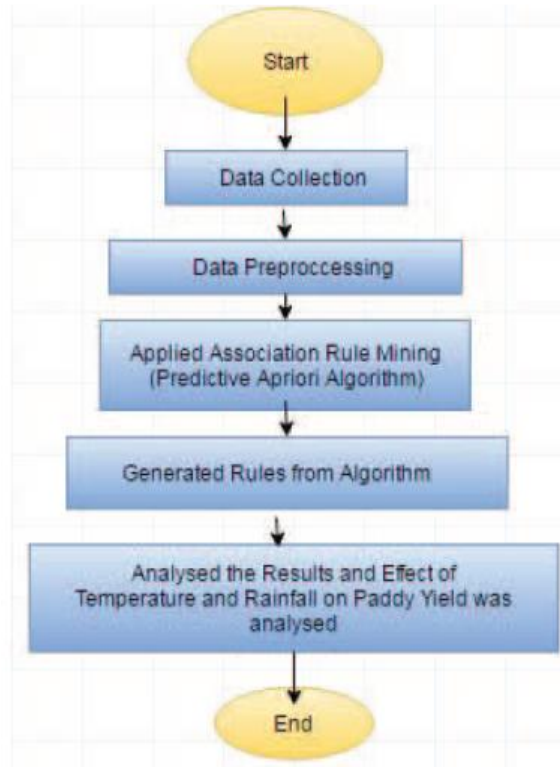 Start
Data Collection
Data Preproccessing
Applied Association Rule Mining
(Predictive Apriori Algorithm)
Generated Rules from Algorithm
Analysed the Results and Effect of
Temperature and Rainfall on Paddy Yield was
analysed
End